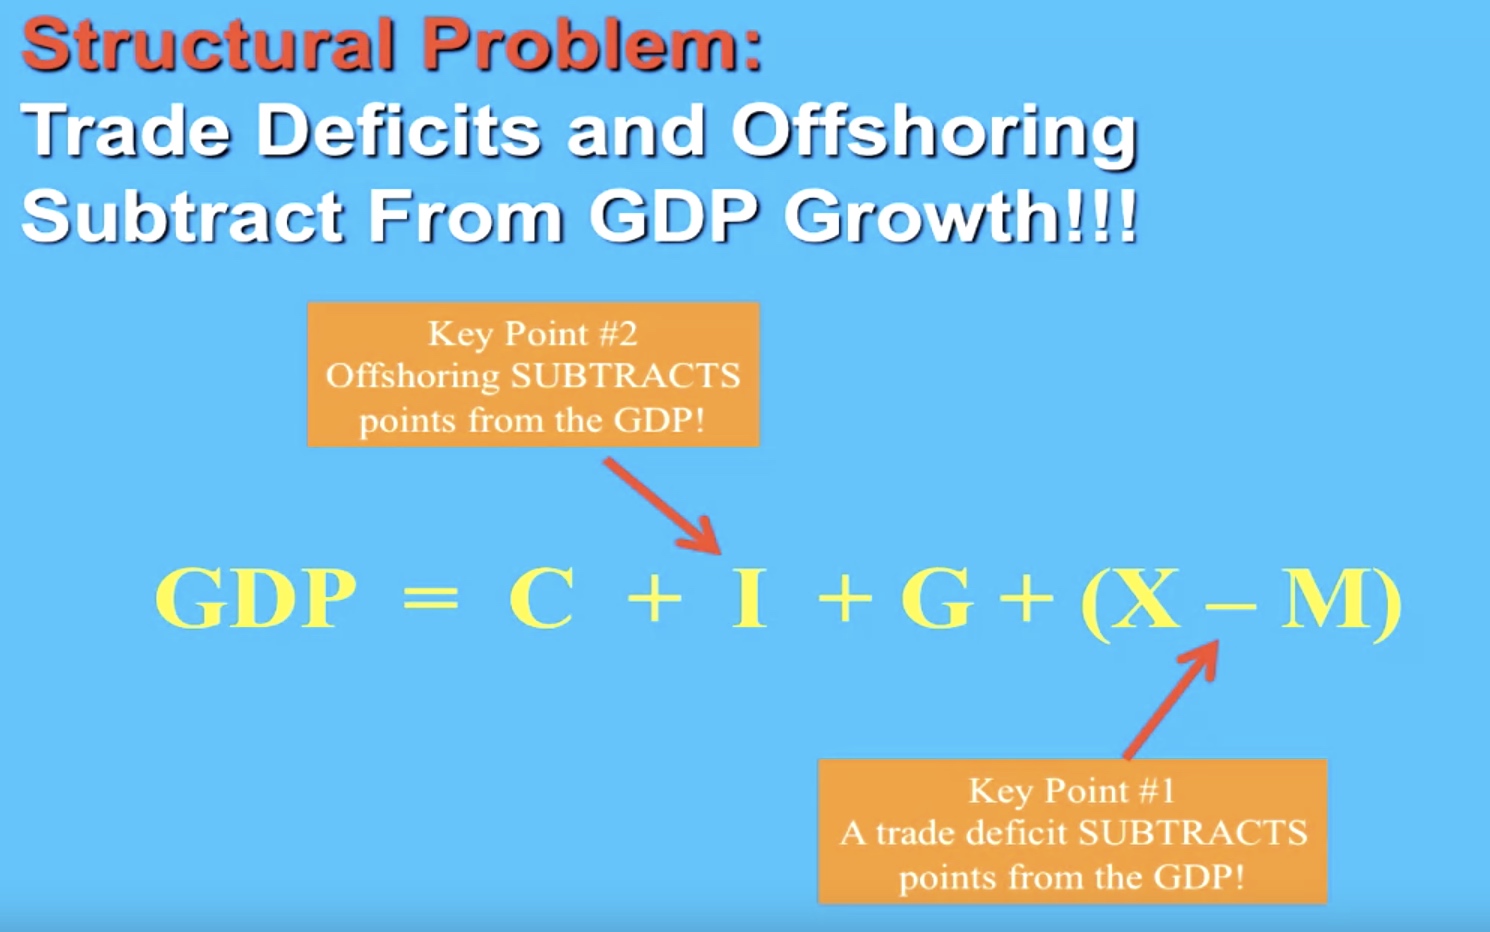 Structural Problem:
Trade Deficits and Offshoring
Subtract From GDP Growth!!!
Key Point #2
Offshoring SUBTRACTS
points from the GDP!
GDP = C + I + G + (X – M)
Key Point #1
A trade deficit SUBTRACTS
points from the GDP!